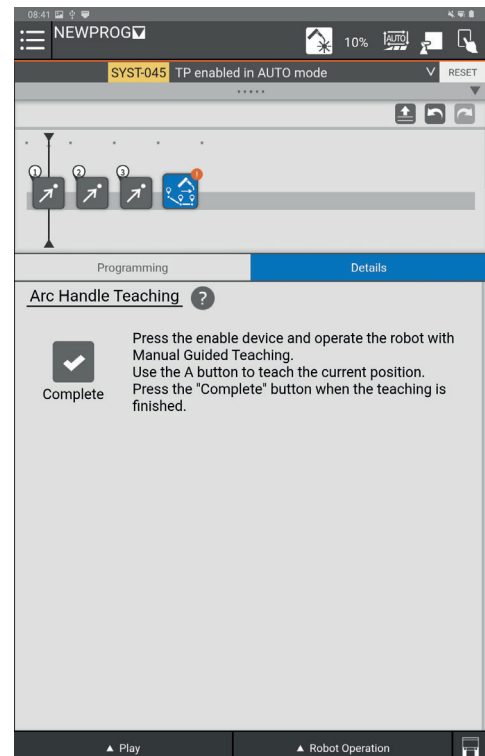 08:41
NEWPROG
10%
AUTO
SYST-045 TP enabled in AUTO mode
RESET
1
2
3
!
Programming
Details
Arc Handle Teaching ?
Press the enable device and operate the robot with
Manual Guided Teaching.
Use the A button to teach the current position.
Press the "Complete" button when the teaching is
finished.
Complete
Play
Robot Operation